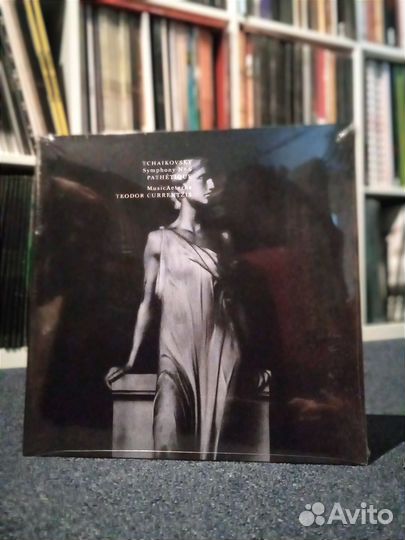 TCHAIKOVSKY
Symphony No.6
PATHÉTIQUE
MusicAeterna
TEODOR CURRENTZIS
Avito